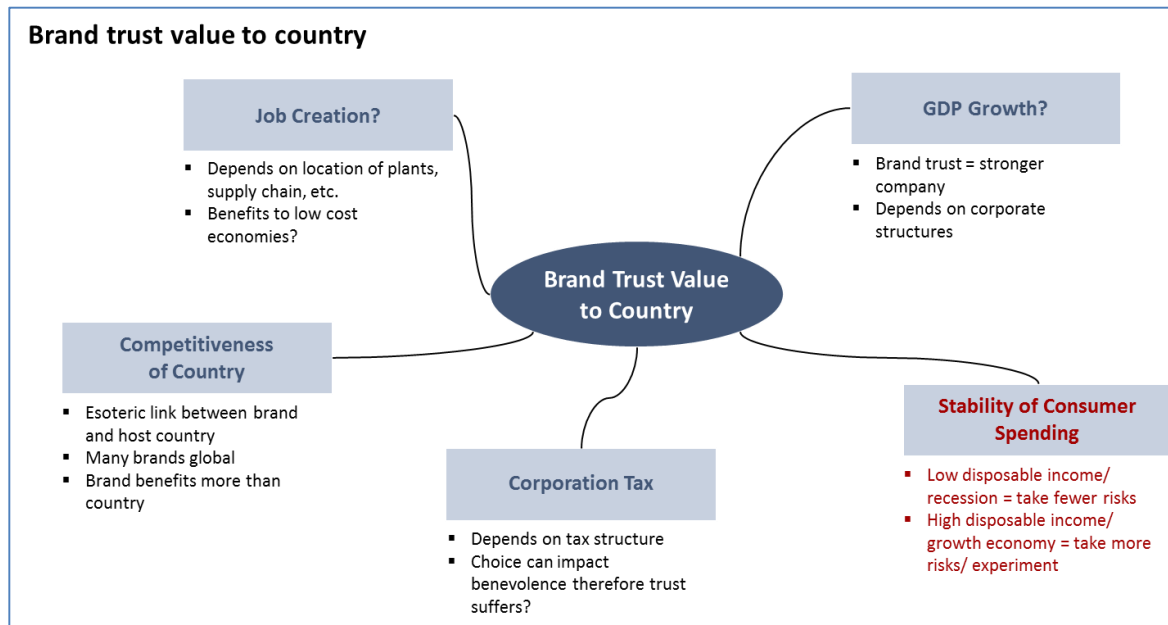 Brand trust value to country
Job Creation?
▪ Depends on location of plants,
supply chain, etc.
▪ Benefits to low cost
economies?
GDP Growth?
▪ Brand trust = stronger
company
▪ Depends on corporate
structures
Brand Trust Value
to Country
Competitiveness
of Country
▪ Esoteric link between brand
and host country
▪ Many brands global
▪ Brand benefits more than
country
Corporation Tax
▪ Depends on tax structure
▪ Choice can impact
benevolence therefore trust
suffers?
Stability of Consumer
Spending
▪ Low disposable income/
recession = take fewer risks
▪ High disposable income/
growth economy = take more
risks/ experiment